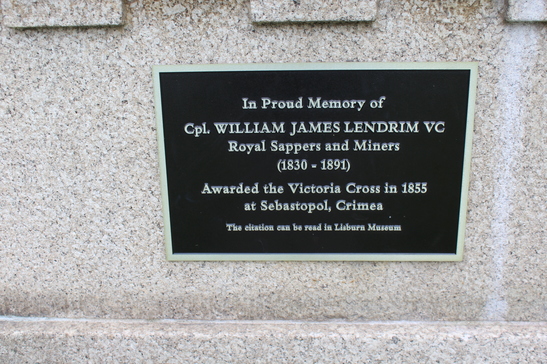 In Proud Memory of
Cpl. WILLIAM JAMES LENDRIM VC
Royal Sappers and Miners
(1830 - 1891)
Awarded the Victoria Cross in 1855
at Sebastopol, Crimea
The citation can be read in Lisburn Museum